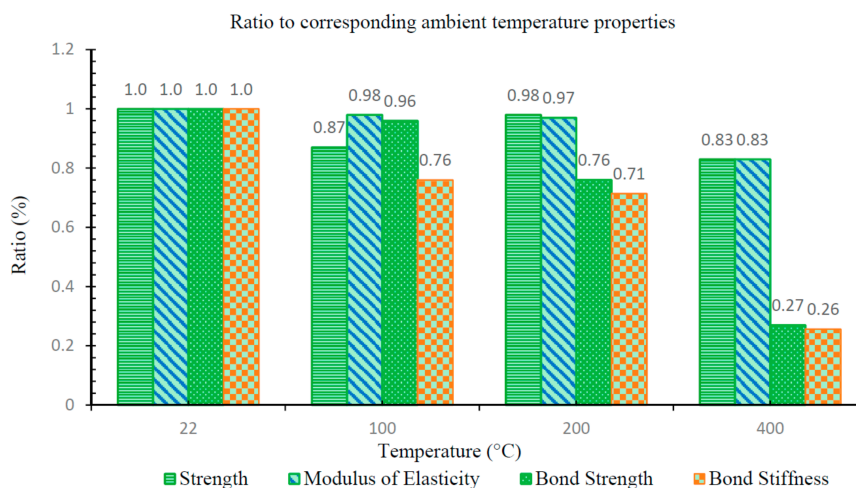 Ratio to corresponding ambient temperature properties
1.2
1
0.8
0.6
0.4
0.2
0
Ratio (%)
1.0 1.0 1.0 1.0
0.87 0.98 0.96 0.76
0.98 0.97 0.76 0.71
0.83 0.83 0.27 0.26
22 100 200 400
Temperature (°C)
Strength Modulus of Elasticity Bond Strength Bond Stiffness